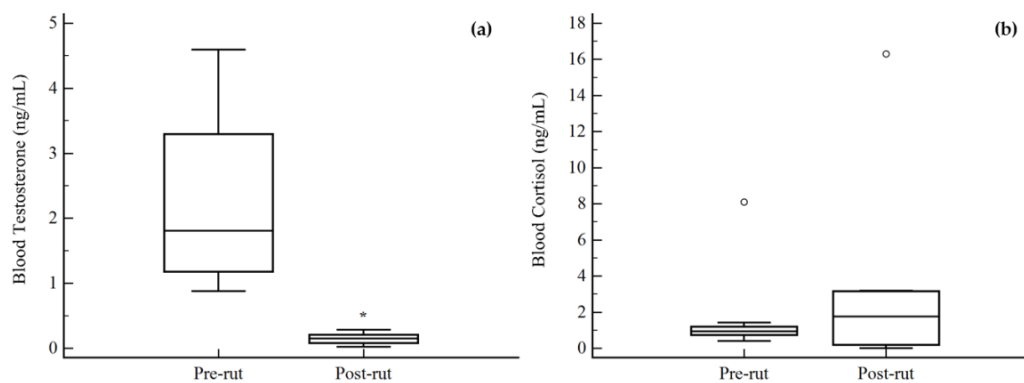 (a)
Blood Testosterone (ng/mL)
5
4
3
2
1
0
*
Pre-rut Post-rut
(b)
Blood Cortisol (ng/mL)
18
16
14
12
10
8
6
4
2
0
Pre-rut Post-rut